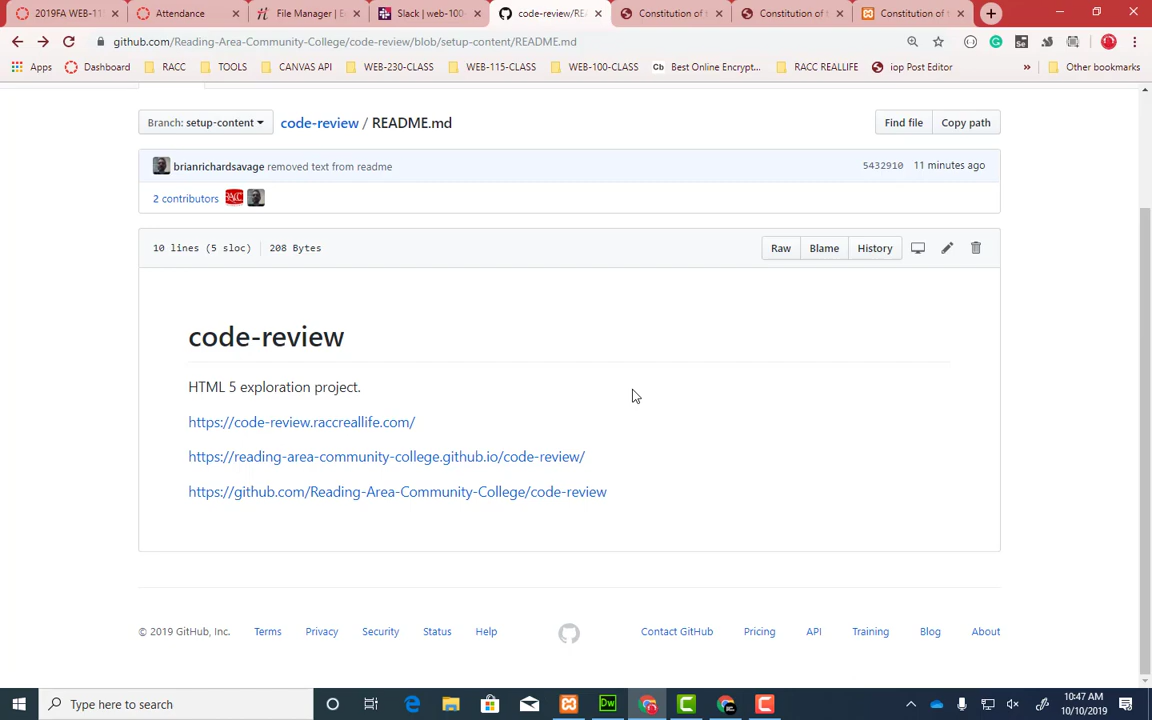 2019FA WEB-11
Attendance
File Manager | E
Slack | web-100
code-review/RE
Constitution of t
Constitution of t
Constitution of t
github.com/Reading-Area-Community-College/code-review/blob/setup-content/README.md
Apps
Dashboard
RACC
TOOLS
CANVAS API
WEB-230-CLASS
WEB-115-CLASS
WEB-100-CLASS
Cb Best Online Encrypt...
RACC REALLIFE
iop Post Editor
»
Other bookmarks
Branch: setup-content
code-review / README.md
Find file
Copy path
brianrichardsavage removed text from readme
5432910 11 minutes ago
2 contributors
RACC
10 lines (5 sloc) 208 Bytes
Raw
Blame
History
code-review
HTML 5 exploration project.
https://code-review.raccreallife.com/
https://reading-area-community-college.github.io/code-review/
https://github.com/Reading-Area-Community-College/code-review
© 2019 GitHub, Inc.
Terms
Privacy
Security
Status
Help
Contact GitHub
Pricing
API
Training
Blog
About
Type here to search
Dw
10:47 AM
10/10/2019